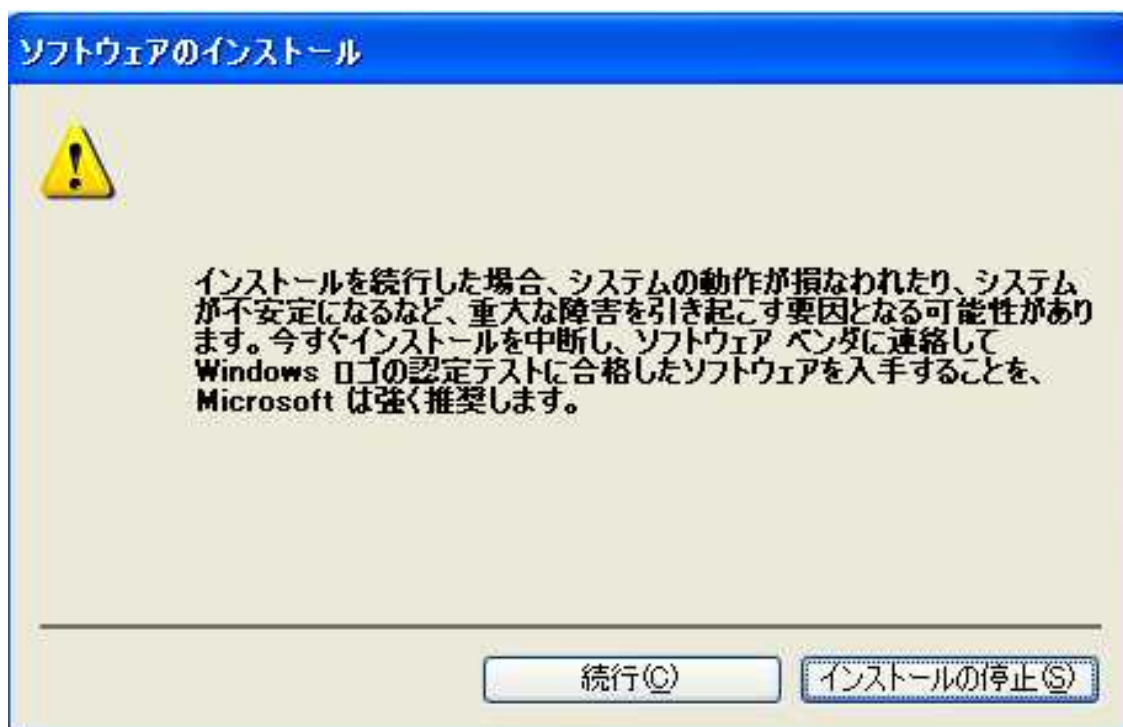 ソフトウェアのインストール
インストールを続行した場合、システムの動作が損なわれたり、システム
が不安定になるなど、重大な障害を引き起こす要因となる可能性があり
ます。今すぐインストールを中断し、ソフトウェア ベンダに連絡して
Windows ロゴの認定テストに合格したソフトウェアを入手することを、
Microsoft は強く推奨します。
続行(C)
インストールの停止(S)